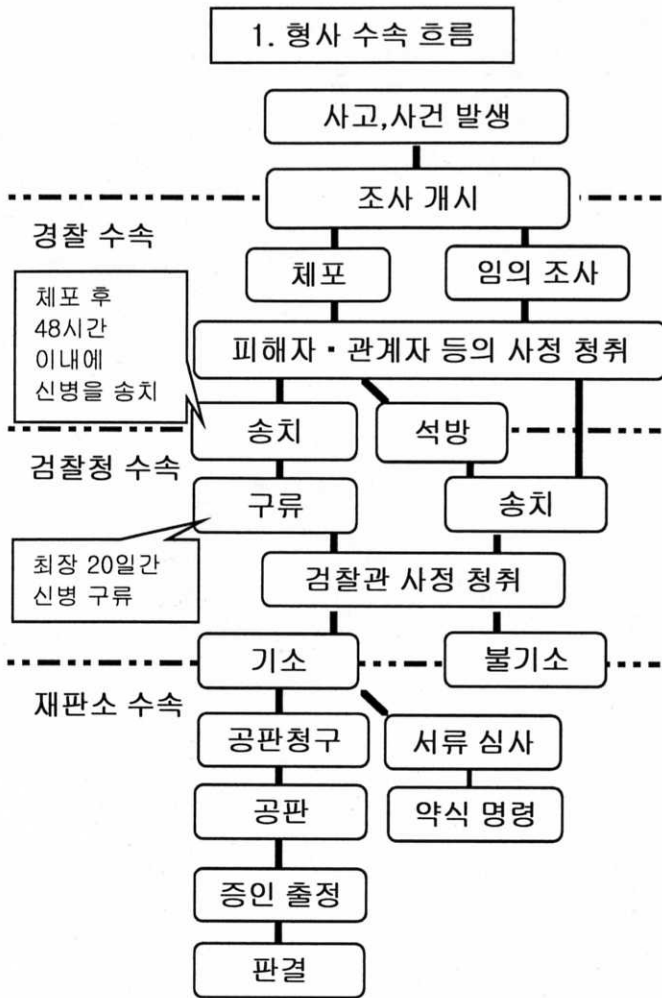 1. 형사 수속 흐름
사고,사건 발생
조사 개시
경찰 수속
체포
임의 조사
체포 후
48시간
이내에
신병을 송치
피해자▪관계자 등의 사정 청취
송치
석방
검찰청 수속
구류
송치
최장 20일간
신병 구류
검찰관 사정 청취
기소
불기소
재판소 수속
공판청구
서류 심사
공판
약식 명령
증인 출정
판결